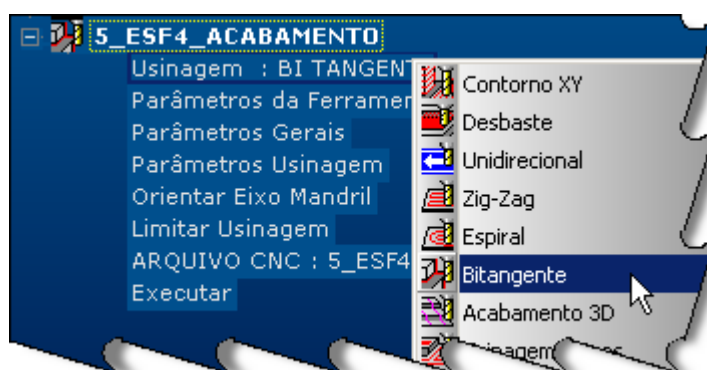 5_ESF4_ACABAMENTO
Usinagem : BI TANGENT
Parâmetros da Ferramen
Parâmetros Gerais
Parâmetros Usinagem
Orientar Eixo Mandril
Limitar Usinagem
ARQUIVO CNC : 5_ESF4
Executar
Contorno XY
Desbaste
Unidirecional
Zig-Zag
Espiral
Bitangente
Acabamento 3D